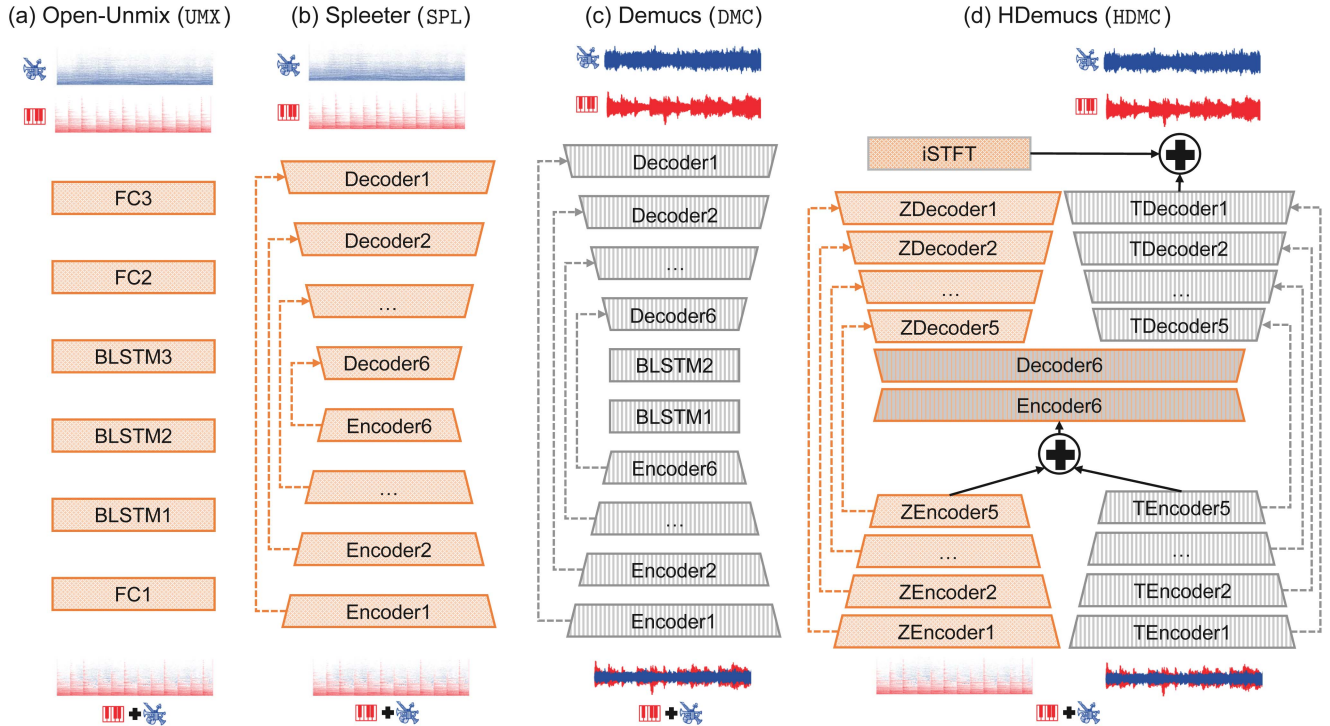 (a) Open-Unmix (UMX)
FC3
FC2
BLSTM3
BLSTM2
BLSTM1
FC1
(b) Spleeter (SPL)
Decoder1
Decoder2
...
Decoder6
Encoder6
...
Encoder2
Encoder1
(c) Demucs (DMC)
Decoder1
Decoder2
...
Decoder6
BLSTM2
BLSTM1
Encoder6
...
Encoder2
Encoder1
(d) HDemucs (HDMC)
iSTFT
ZDecoder1
TDecoder1
ZDecoder2
TDecoder2
...
...
ZDecoder5
TDecoder5
Decoder6
Encoder6
ZEncoder5
TEncoder5
...
...
ZEncoder2
TEncoder2
ZEncoder1
TEncoder1